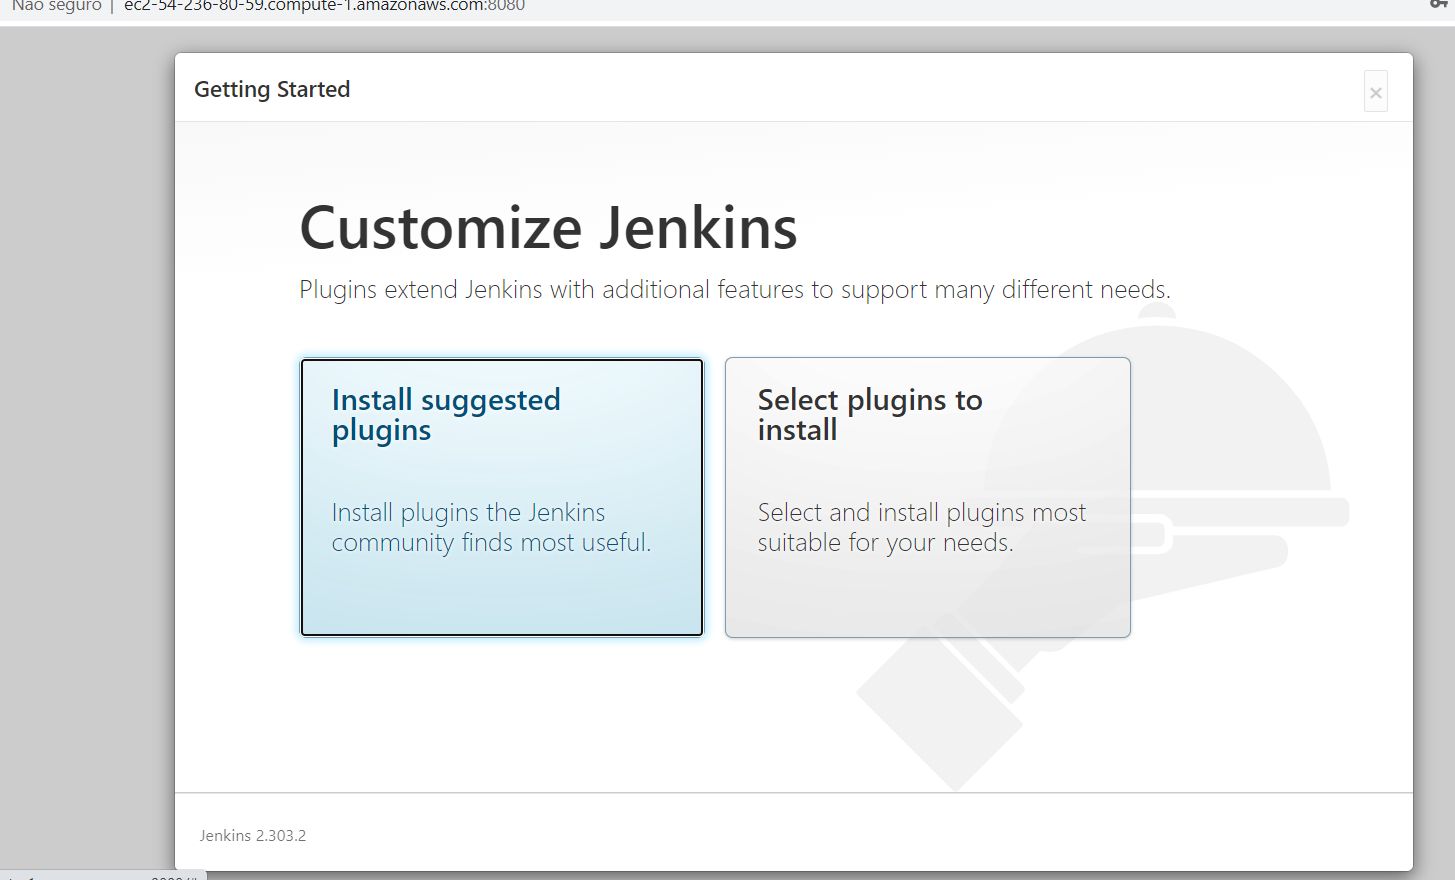 Não seguro | ec2-54-236-80-59.compute-1.amazonaws.com:8080
Getting Started
×
Customize Jenkins
Plugins extend Jenkins with additional features to support many different needs.
Install suggested
plugins
Install plugins the Jenkins
community finds most useful.
Select plugins to
install
Select and install plugins most
suitable for your needs.
Jenkins 2.303.2